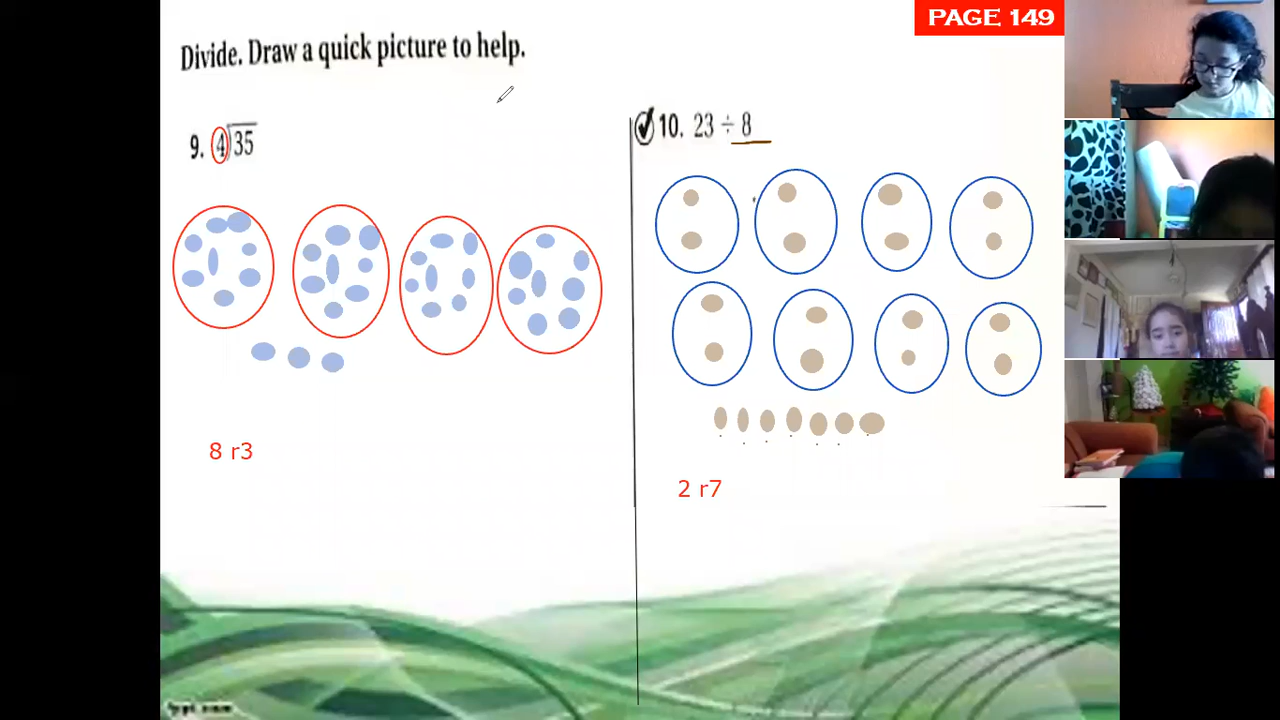 PAGE 149
Divide. Draw a quick picture to help.
9. 4)35
10. 23 ÷ 8
8 r3
2 r7